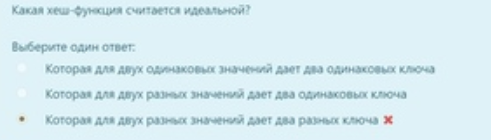 Какая хеш-функция считается идеальной?
Выберите один ответ:
Которая для двух одинаковых значений дает два одинаковых ключа
Которая для двух разных значений дает два одинаковых ключа
Которая для двух разных значений дает два разных ключа ✖